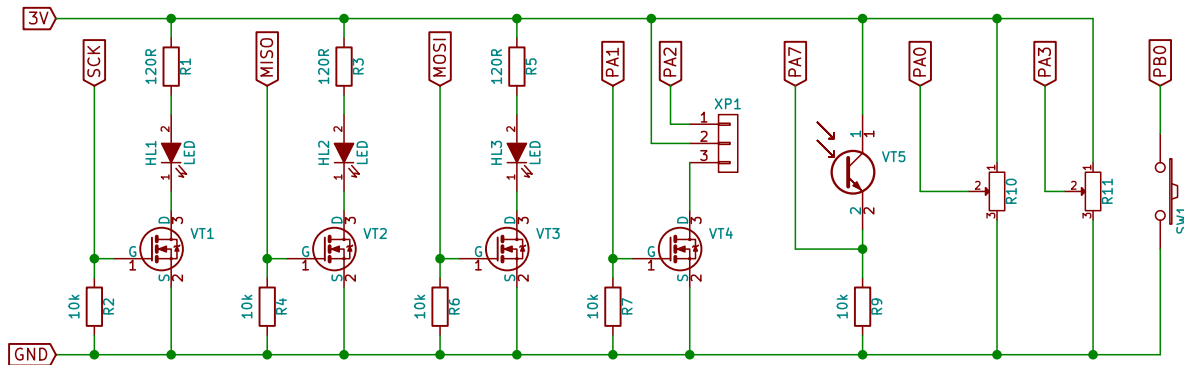 3V
SCK
MISO
MOSI
PA1
PA2
PA7
PA0
PA3
PB0
120R
R1
120R
R3
120R
R5
XP1
1
2
3
2
HL1
LED
1
2
HL2
LED
1
2
HL3
LED
1
1
1
VT5
2
2
1
2
R10
3
1
2
R11
3
SW1
D
3
VT1
G
1
S
2
D
3
VT2
G
1
S
2
D
3
VT3
G
1
S
2
D
3
VT4
G
1
S
2
10k
R2
10k
R4
10k
R6
10k
R7
10k
R9
GND